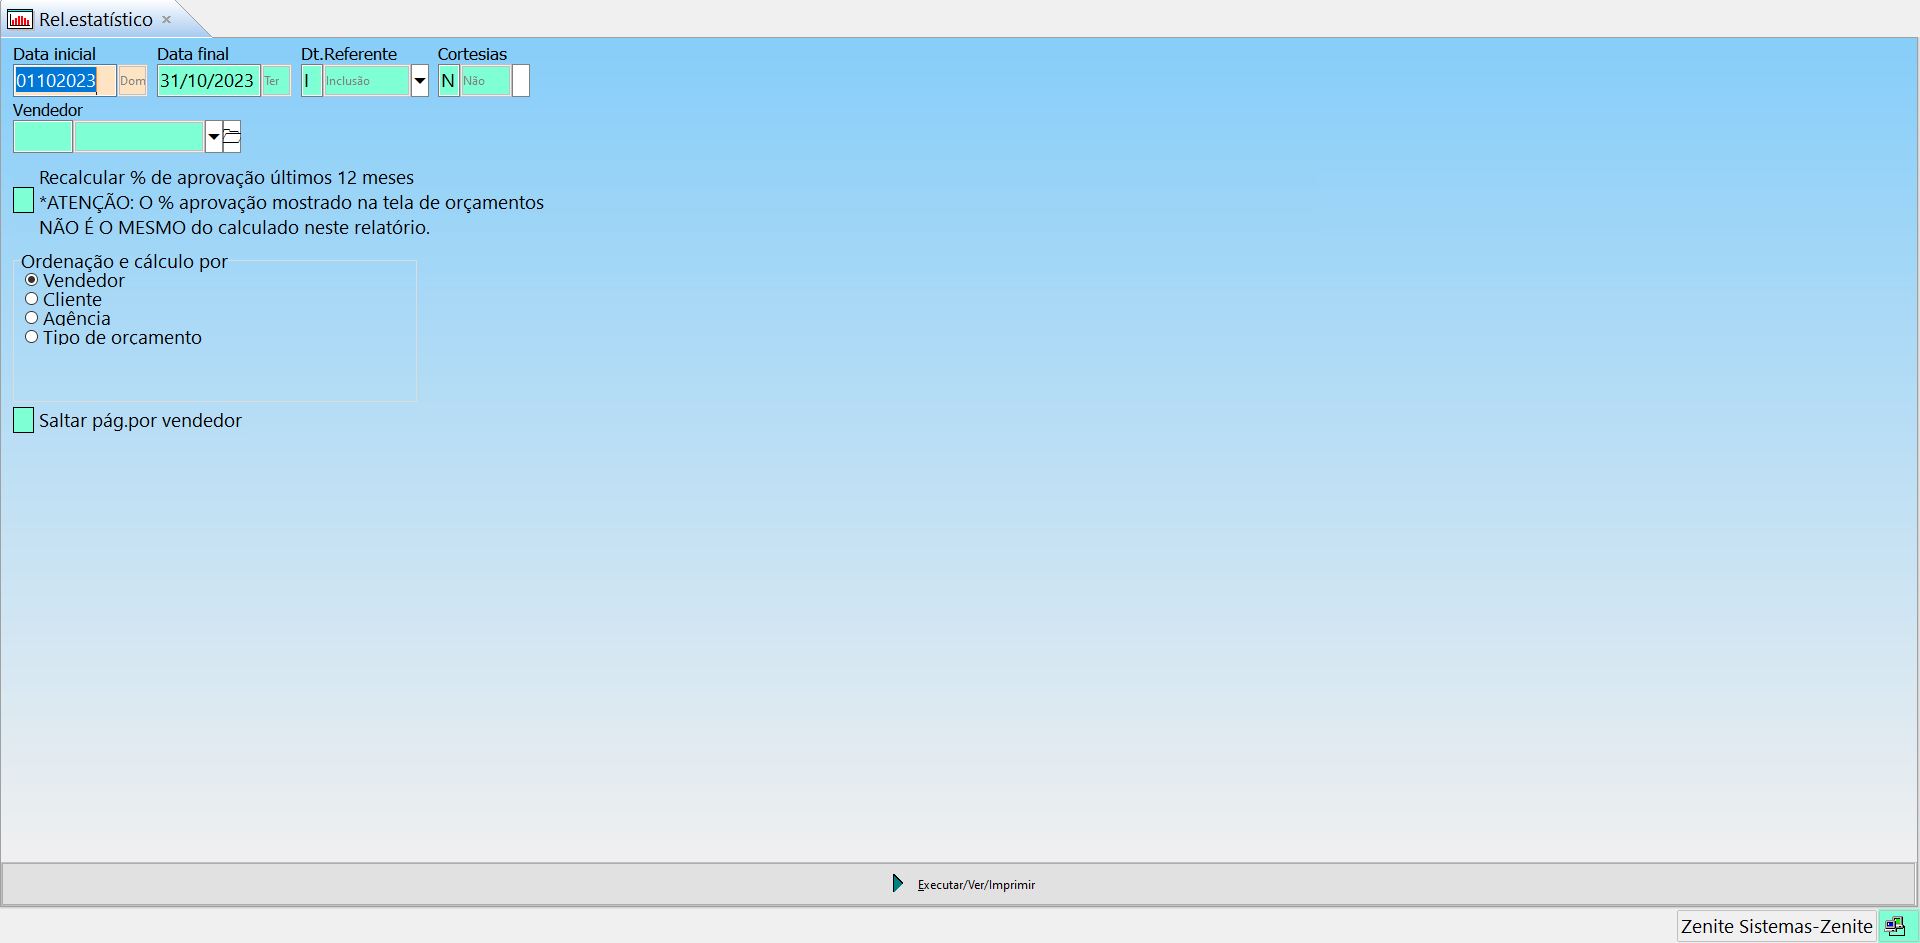 Rel.estatístico
Data inicial Data final Dt.Referente Cortesias
01102023 Dom 31/10/2023 Ter I Inclusão N Não
Vendedor
Recalcular % de aprovação últimos 12 meses
*ATENÇÃO: O % aprovação mostrado na tela de orçamentos
NÃO É O MESMO do calculado neste relatório.
Ordenação e cálculo por
Vendedor
Cliente
Agência
Tipo de orçamento
Saltar pág.por vendedor
Executar/Ver/Imprimir
Zenite Sistemas-Zenite